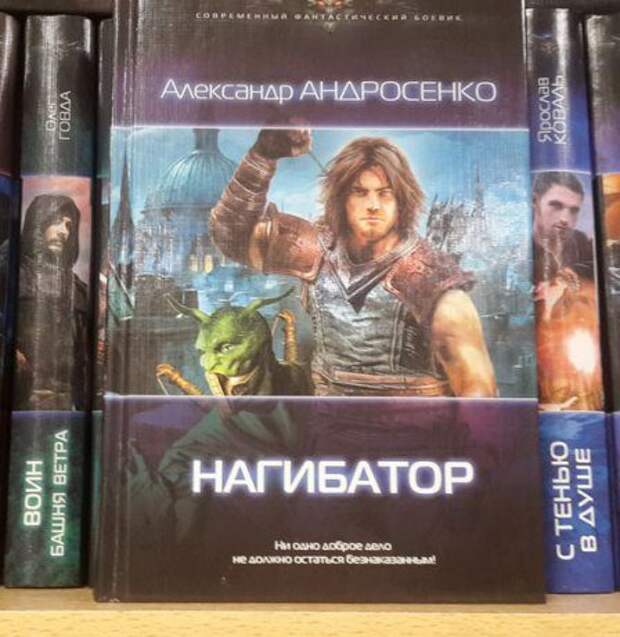 СОВРЕМЕННЫЙ ФАНТАСТИЧЕСКИЙ БОЕВИК
Александр АНДРОСЕНКО
НАГИБАТОР
Ни одно доброе дело
не должно остаться безнаказанным!
Олег
ГОВДА
ВОИН
БАШНЯ ВЕТРА
Ярослав
КОВАЛЬ
С ТЕНЬЮ
В ДУШЕ